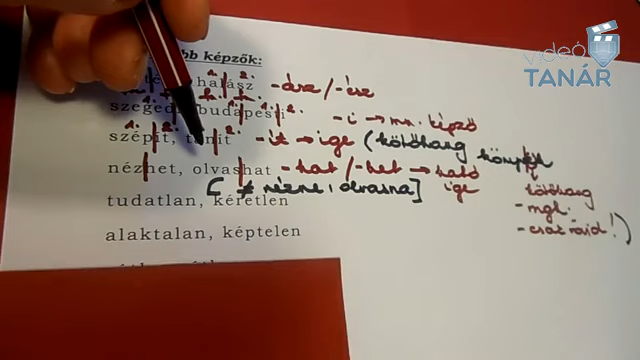 videó
TANÁR
bb képzők:
halász -ász/-ész
szegedi, budapesti -i → mn. képző
szépít, tanít -ít → ige (kötőhang
nézhet, olvashat -hat/-het → ható
ige
[≠ nézne, olvasna]
kötőhang
-mgh.
-csak rövid!)
tudatlan, kéretlen
alaktalan, képtelen